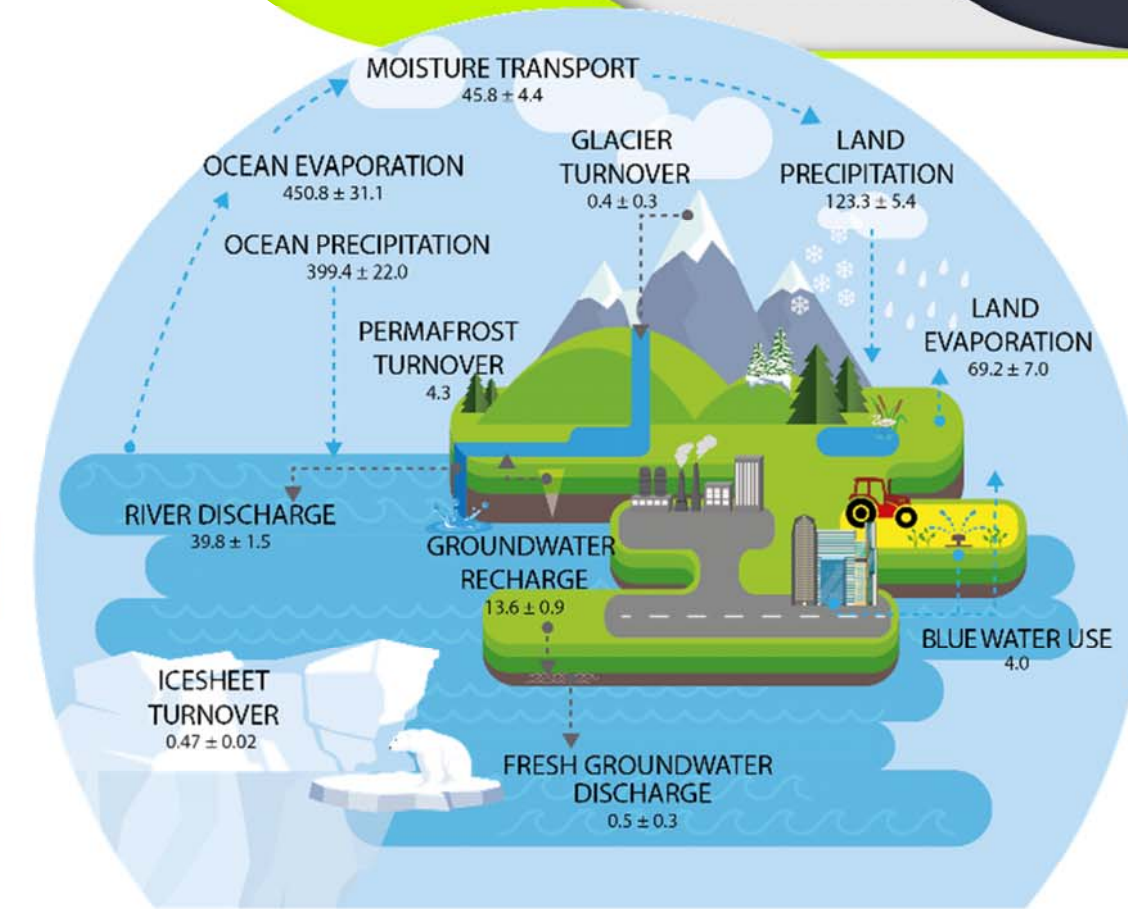 MOISTURE TRANSPORT
45.8 ± 4.4
OCEAN EVAPORATION
450.8 ± 31.1
GLACIER
TURNOVER
0.4 ± 0.3
LAND
PRECIPITATION
123.3 ± 5.4
OCEAN PRECIPITATION
399.4 ± 22.0
PERMAFROST
TURNOVER
4.3
LAND
EVAPORATION
69.2 ± 7.0
RIVER DISCHARGE
39.8 ± 1.5
GROUNDWATER
RECHARGE
13.6 ± 0.9
BLUE WATER USE
4.0
ICESHEET
TURNOVER
0.47 ± 0.02
FRESH GROUNDWATER
DISCHARGE
0.5 ± 0.3